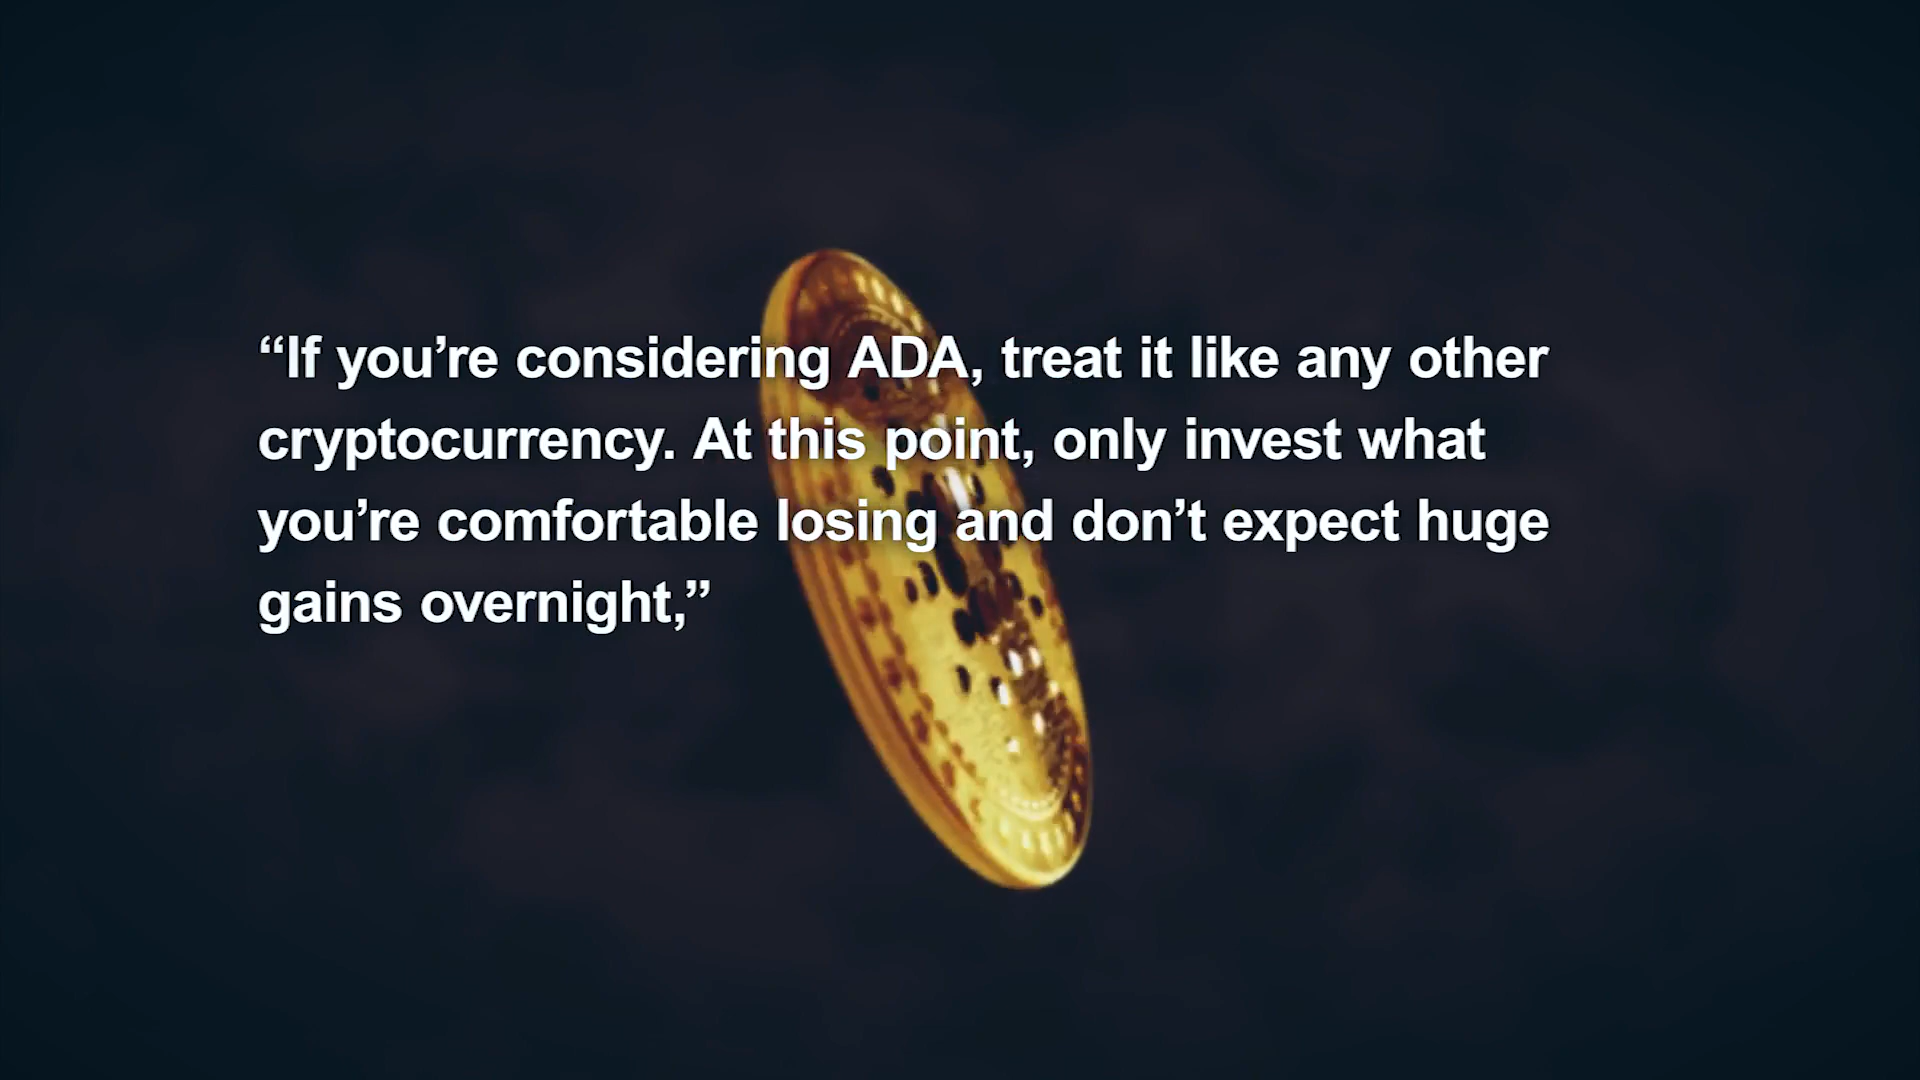 “If you’re considering ADA, treat it like any other
cryptocurrency. At this point, only invest what
you’re comfortable losing and don’t expect huge
gains overnight,”